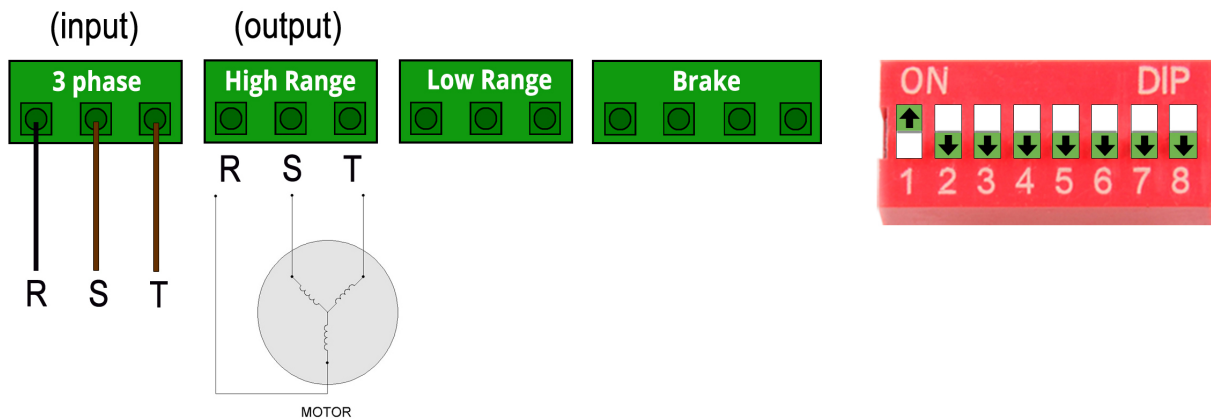 (input) (output)
3 phase High Range Low Range Brake
ON DIP
1 2 3 4 5 6 7 8
R S T
R S T
MOTOR